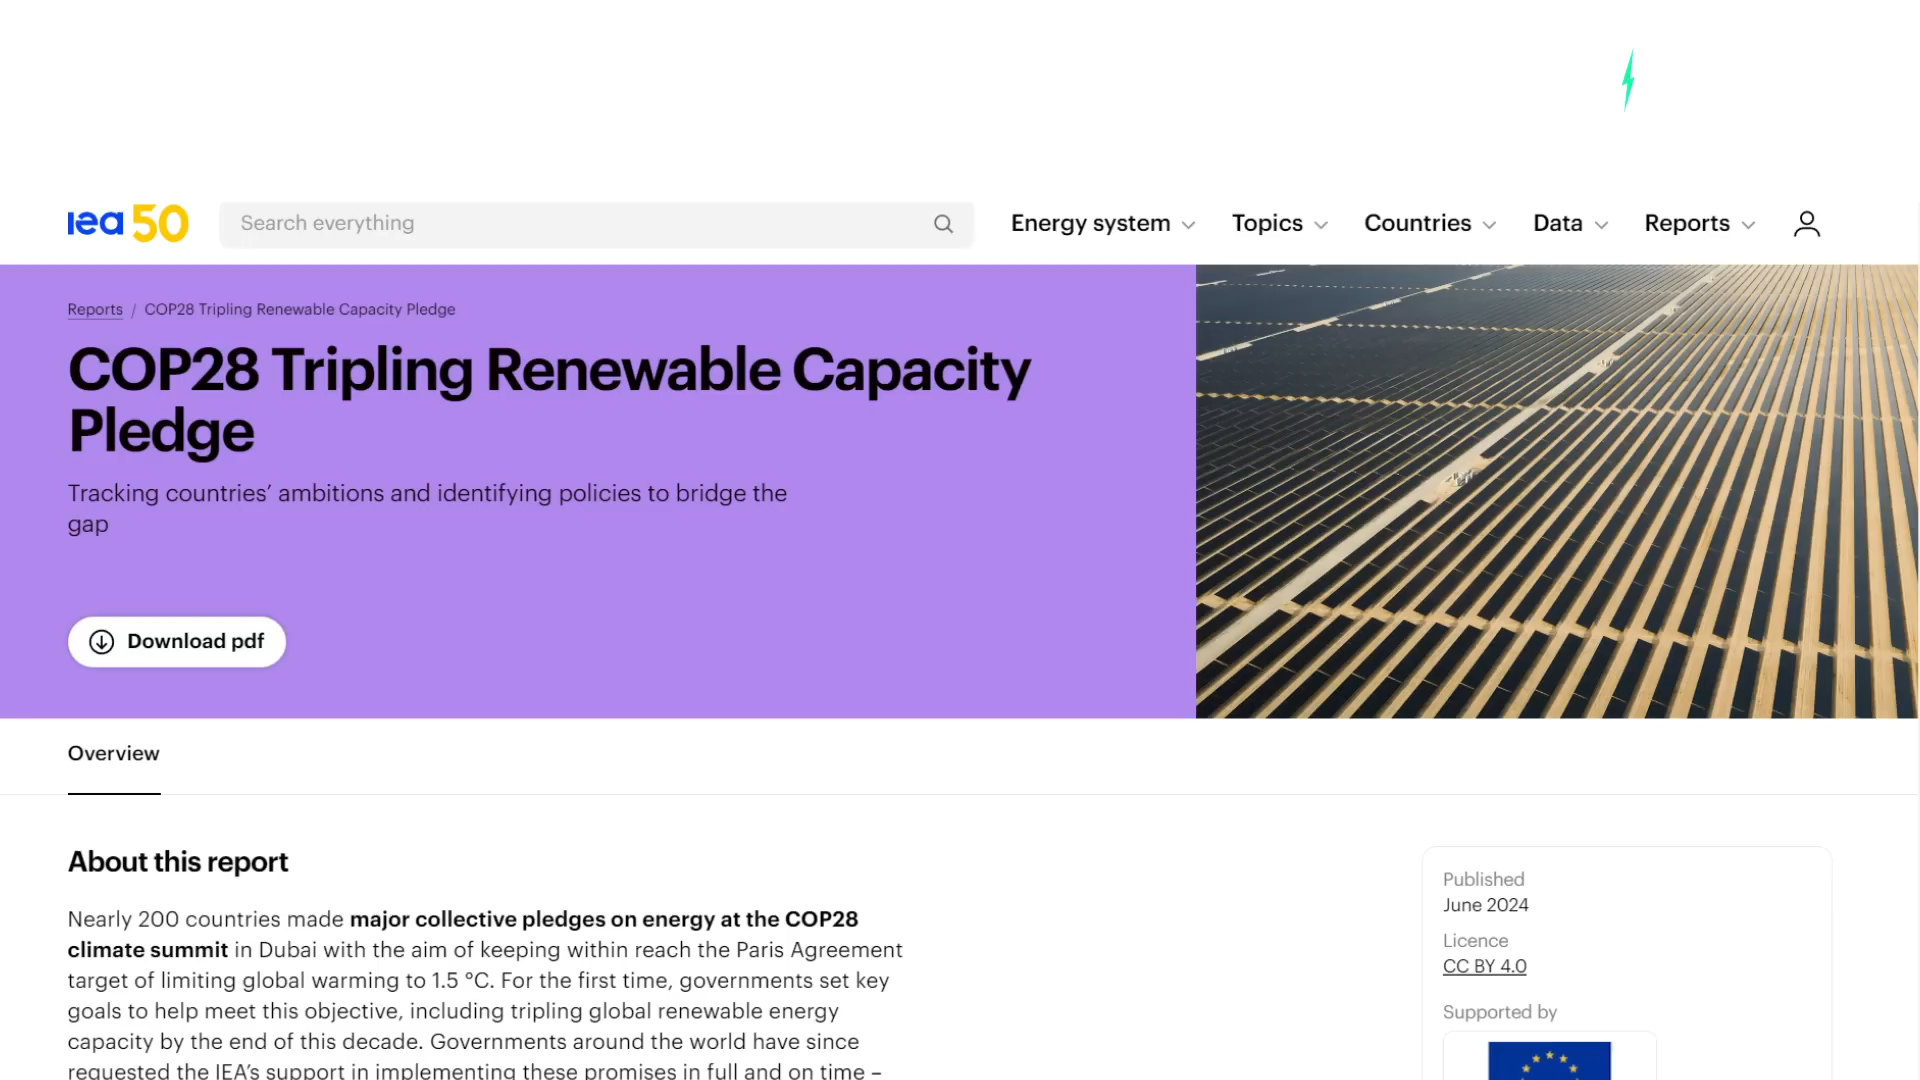 iea 50
Search everything
Energy system
Topics
Countries
Data
Reports
Reports / COP28 Tripling Renewable Capacity Pledge
COP28 Tripling Renewable Capacity
Pledge
Tracking countries’ ambitions and identifying policies to bridge the
gap
Download pdf
Overview
About this report
Nearly 200 countries made major collective pledges on energy at the COP28
climate summit in Dubai with the aim of keeping within reach the Paris Agreement
target of limiting global warming to 1.5 °C. For the first time, governments set key
goals to help meet this objective, including tripling global renewable energy
capacity by the end of this decade. Governments around the world have since
requested the IEA’s support in implementing these promises in full and on time –
Published
June 2024
Licence
CC BY 4.0
Supported by